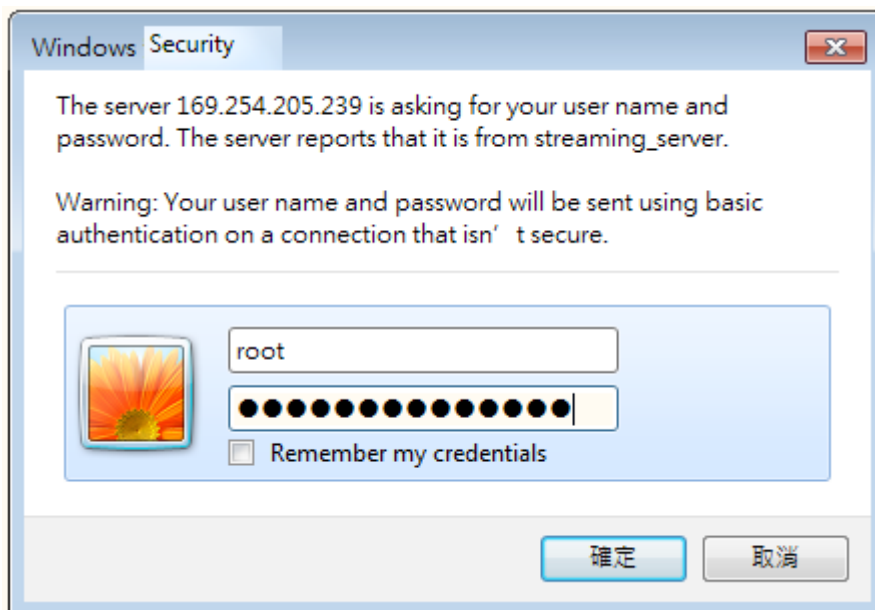 Windows Security
The server 169.254.205.239 is asking for your user name and
password. The server reports that it is from streaming_server.
Warning: Your user name and password will be sent using basic
authentication on a connection that isn’ t secure.
root
●●●●●●●●●●●●●●
Remember my credentials
確定
取消